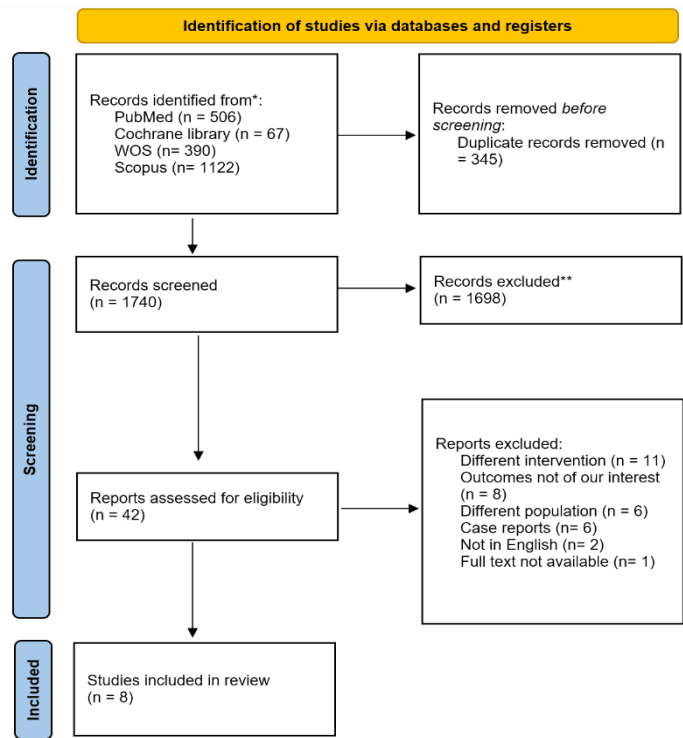 Identification of studies via databases and registers
Identification
Records identified from*:
PubMed (n = 506)
Cochrane library (n = 67)
WOS (n= 390)
Scopus (n= 1122)
Records removed before
screening:
Duplicate records removed (n
= 345)
Screening
Records screened
(n = 1740)
Records excluded**
(n = 1698)
Reports assessed for eligibility
(n = 42)
Reports excluded:
Different intervention (n = 11)
Outcomes not of our interest
(n = 8)
Different population (n = 6)
Case reports (n= 6)
Not in English (n= 2)
Full text not available (n= 1)
Included
Studies included in review
(n = 8)